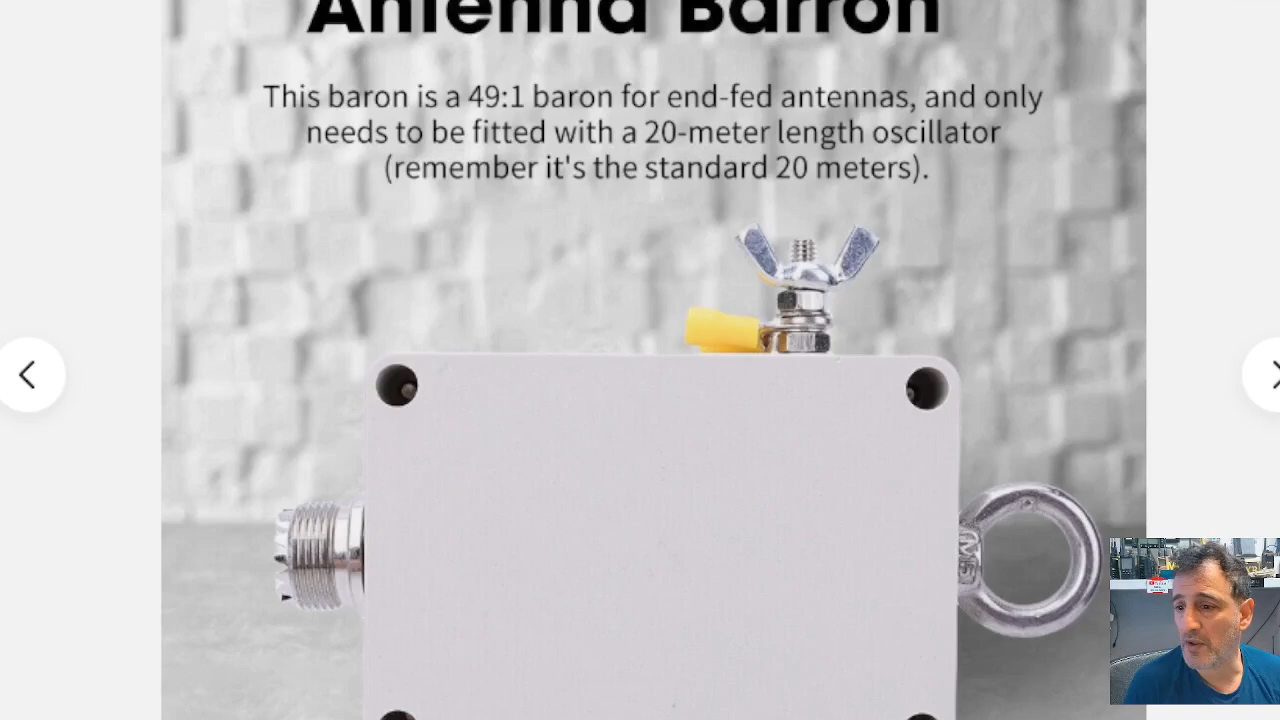 Antenna Barron
This baron is a 49:1 baron for end-fed antennas, and only
needs to be fitted with a 20-meter length oscillator
(remember it's the standard 20 meters).
M6